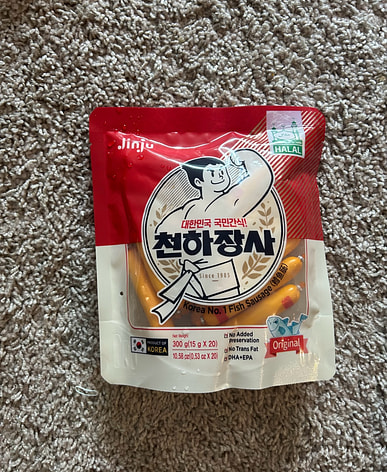 Jinju
HALAL
대한민국 국민간식!
천하장사
Since 1985
Korea No. 1 Fish Sausage
PRODUCT OF
KOREA
Net Weight
300 g(15 g X 20)
10.58 oz(0.53 oz X 20)
No Added
Preservation
No Trans Fat
DHA+EPA
Original